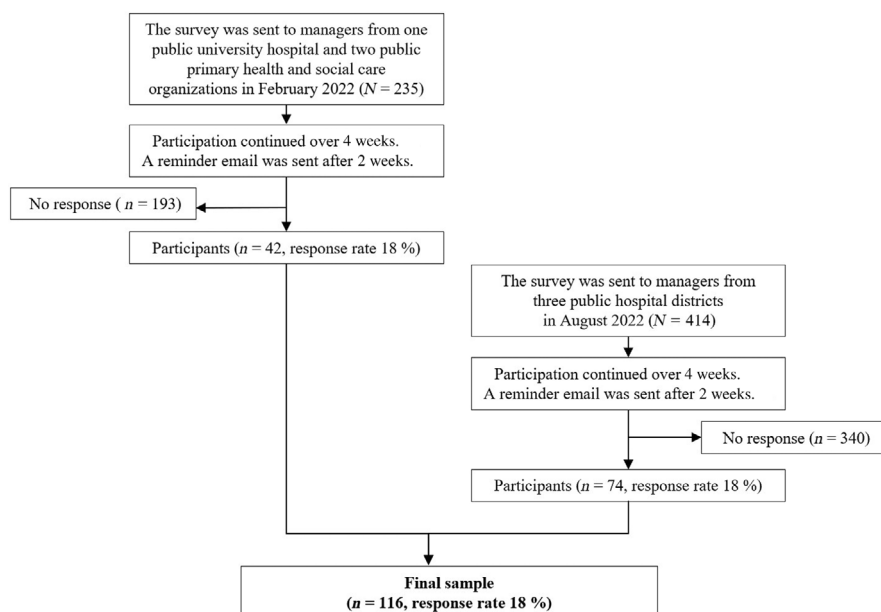 The survey was sent to managers from one
public university hospital and two public
primary health and social care
organizations in February 2022 (N = 235)
Participation continued over 4 weeks.
A reminder email was sent after 2 weeks.
No response ( n = 193)
Participants (n = 42, response rate 18 %)
The survey was sent to managers from
three public hospital districts
in August 2022 (N = 414)
Participation continued over 4 weeks.
A reminder email was sent after 2 weeks.
No response (n = 340)
Participants (n = 74, response rate 18 %)
Final sample
(n = 116, response rate 18 %)